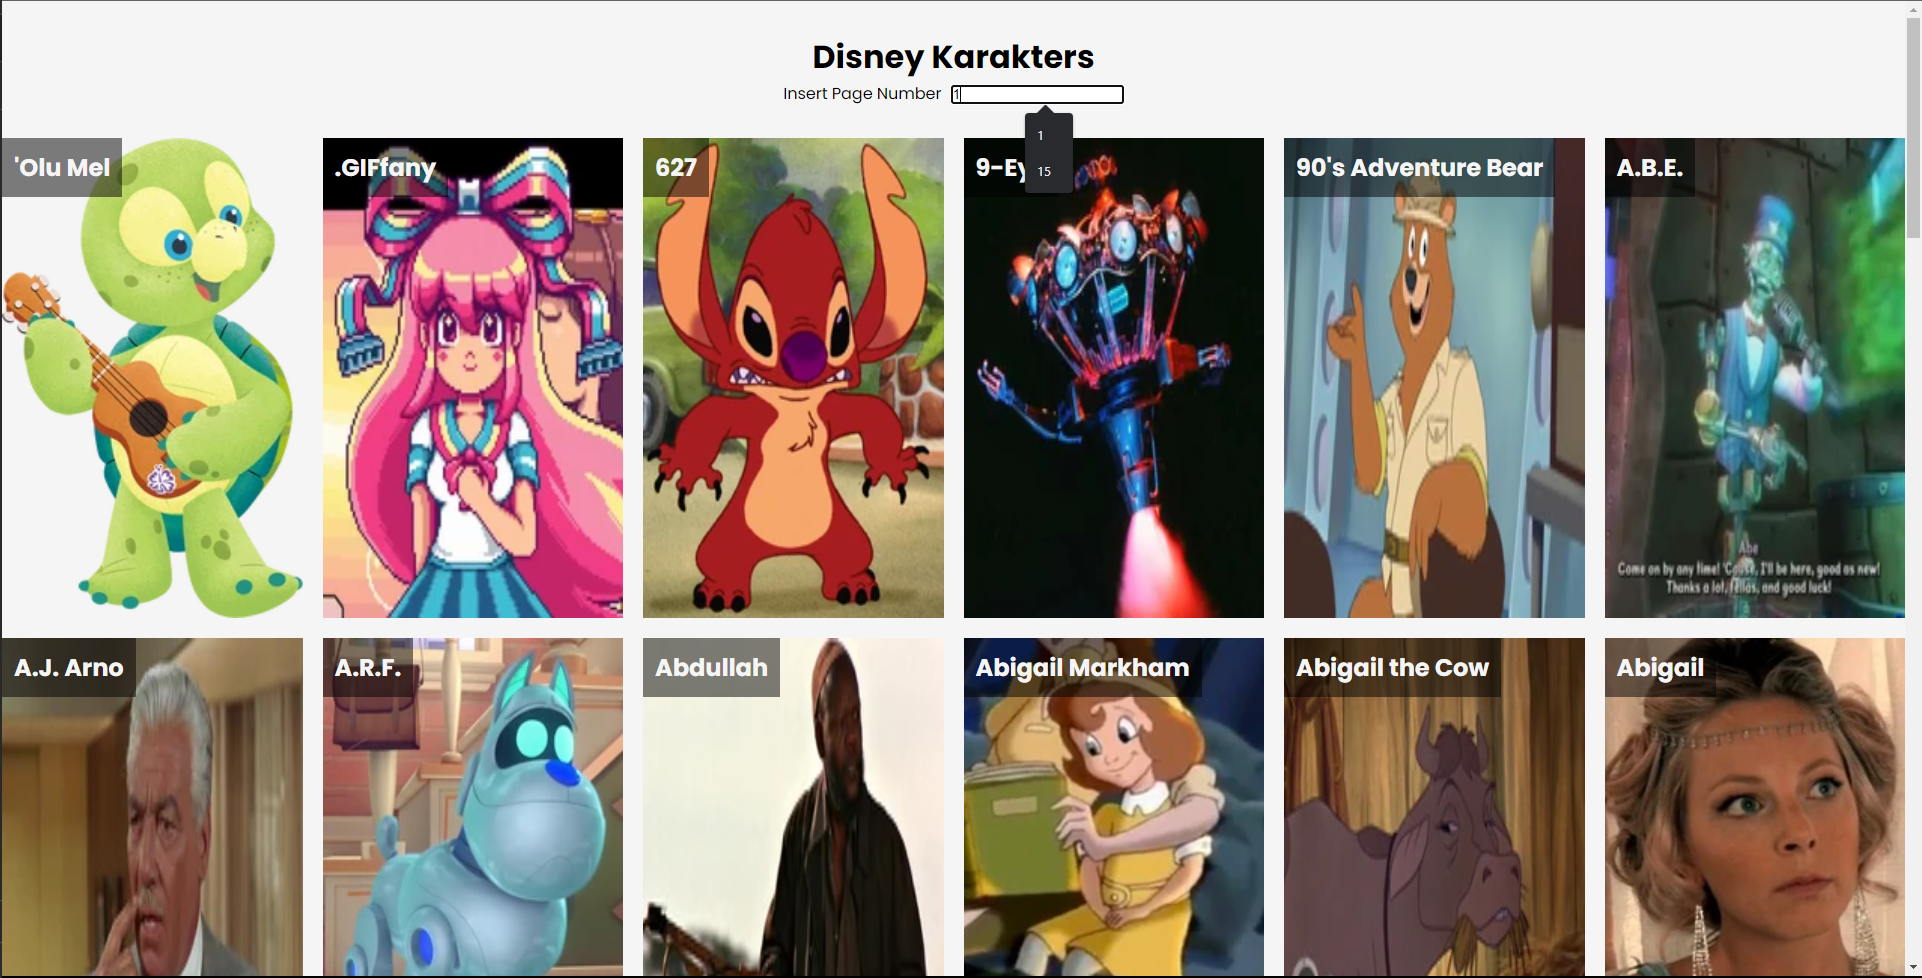 Disney Karakters
Insert Page Number 1
1
15
'Olu Mel
.GIFfany
627
9-Ey
90's Adventure Bear
A.B.E.
Abe
Come on by any time! 'Cause, I'll be here, good as new!
Thanks a lot, fellas, and good luck!
A.J. Arno
A.R.F.
Abdullah
Abigail Markham
Abigail the Cow
Abigail